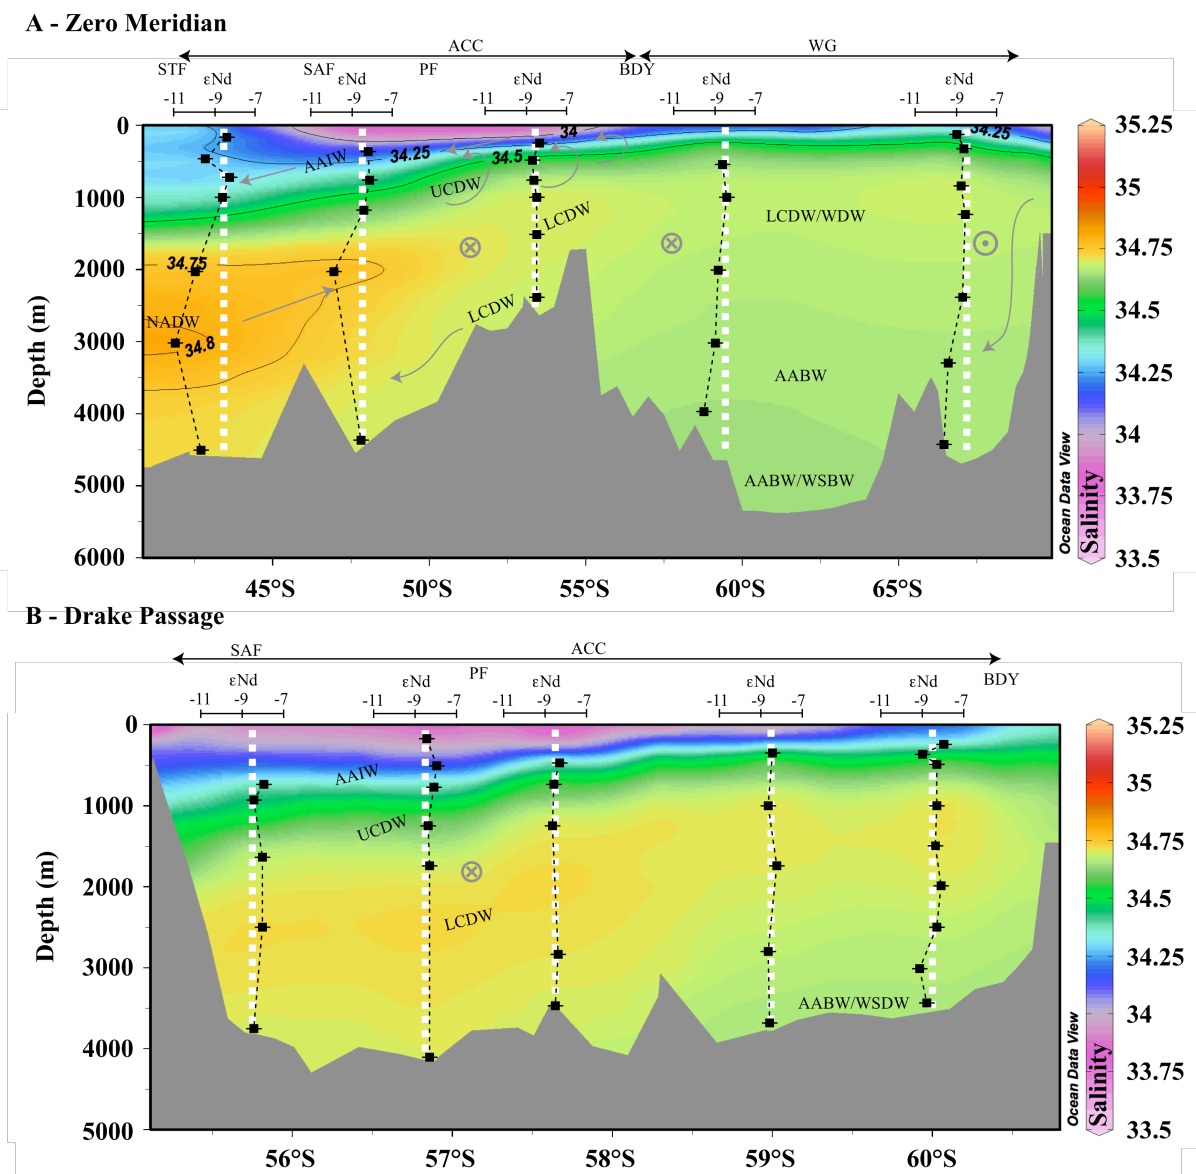 A - Zero Meridian
ACC WG
STF SAF PF BDY
εNd εNd εNd εNd εNd
-11 -9 -7 -11 -9 -7 -11 -9 -7 -11 -9 -7 -11 -9 -7
0
1000
2000
3000
4000
5000
6000
Depth (m)
34
34.25
34.25
34.5
AAIW
UCDW
LCDW
LCDW/WDW
34.75
LCDW
NADW
34.8
AABW
AABW/WSBW
45°S 50°S 55°S 60°S 65°S
Ocean Data View
Salinity
35.25
35
34.75
34.5
34.25
34
33.75
33.5
B - Drake Passage
SAF ACC
PF BDY
εNd εNd εNd εNd εNd
-11 -9 -7 -11 -9 -7 -11 -9 -7 -11 -9 -7 -11 -9 -7
0
1000
2000
3000
4000
5000
Depth (m)
AAIW
UCDW
LCDW
AABW/WSDW
56°S 57°S 58°S 59°S 60°S
Ocean Data View
Salinity
35.25
35
34.75
34.5
34.25
34
33.75
33.5